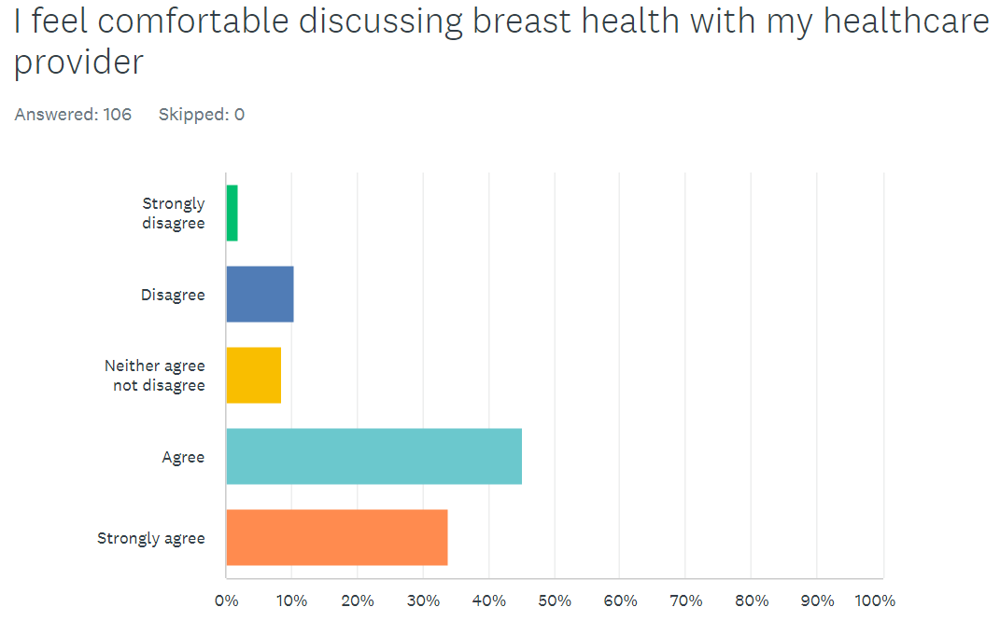 I feel comfortable discussing breast health with my healthcare
provider
Answered: 106 Skipped: 0
Strongly
disagree
Disagree
Neither agree
not disagree
Agree
Strongly agree
0% 10% 20% 30% 40% 50% 60% 70% 80% 90% 100%